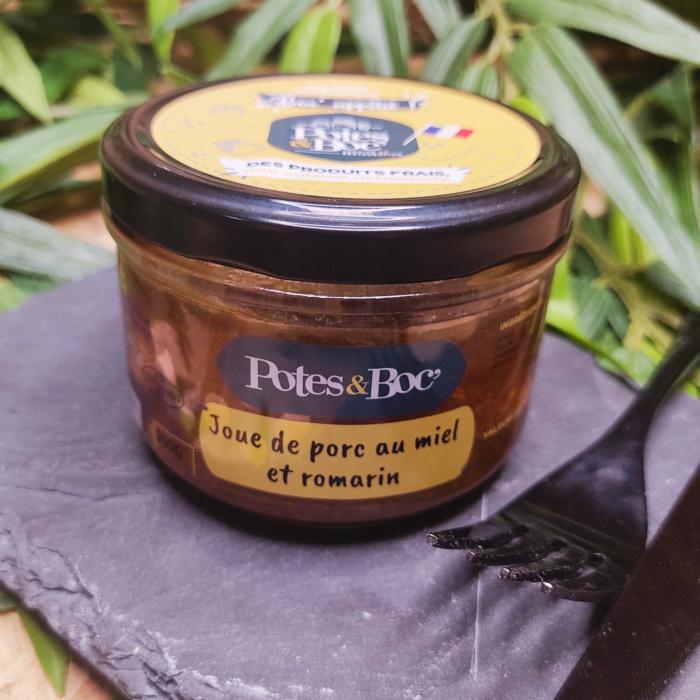 Potes
&Boc'
DES PRODUITS FRAIS,
Potes&Boc'
Joue de porc au miel
et romarin